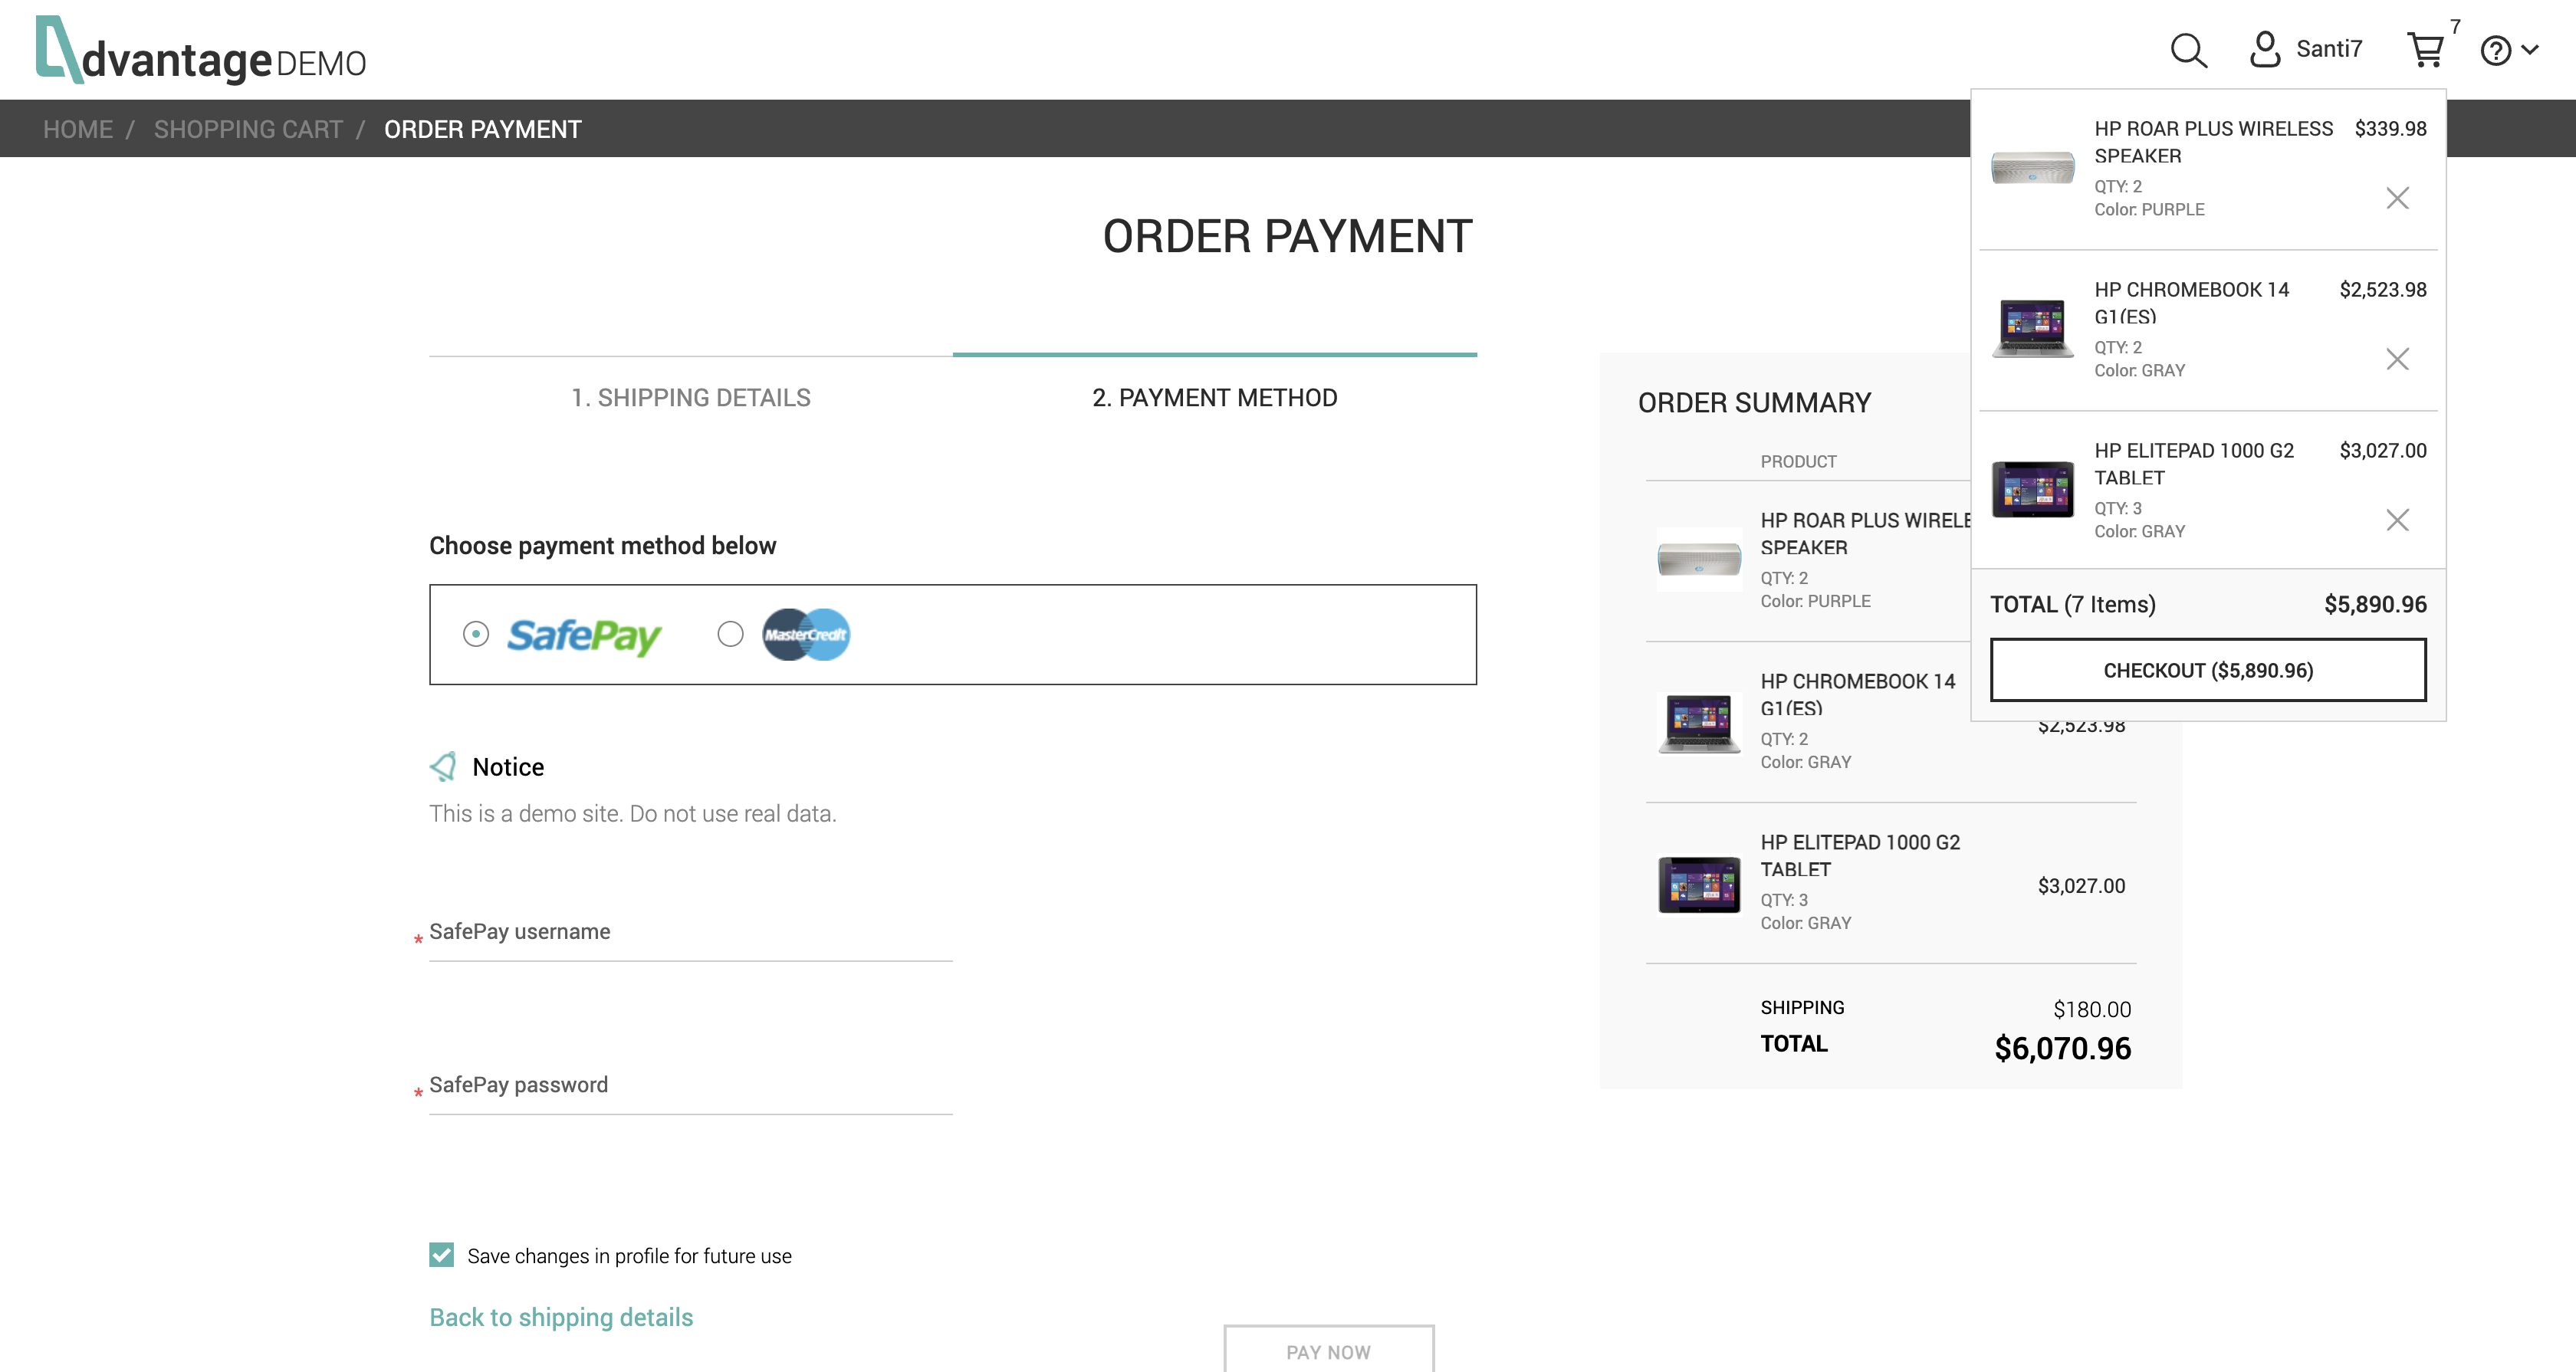 dvantage DEMO
Santi7
7
HOME / SHOPPING CART / ORDER PAYMENT
ORDER PAYMENT
1. SHIPPING DETAILS
2. PAYMENT METHOD
Choose payment method below
SafePay
MasterCredit
Notice
This is a demo site. Do not use real data.
* SafePay username
* SafePay password
Save changes in profile for future use
Back to shipping details
PAY NOW
ORDER SUMMARY
PRODUCT
HP ROAR PLUS WIRELE
SPEAKER
QTY: 2
Color: PURPLE
HP CHROMEBOOK 14
G1(ES)
QTY: 2
Color: GRAY
$2,523.98
HP ELITEPAD 1000 G2
TABLET
QTY: 3
Color: GRAY
$3,027.00
SHIPPING $180.00
TOTAL $6,070.96
HP ROAR PLUS WIRELESS $339.98
SPEAKER
QTY: 2
Color: PURPLE
HP CHROMEBOOK 14 $2,523.98
G1(ES)
QTY: 2
Color: GRAY
HP ELITEPAD 1000 G2 $3,027.00
TABLET
QTY: 3
Color: GRAY
TOTAL (7 Items) $5,890.96
CHECKOUT ($5,890.96)